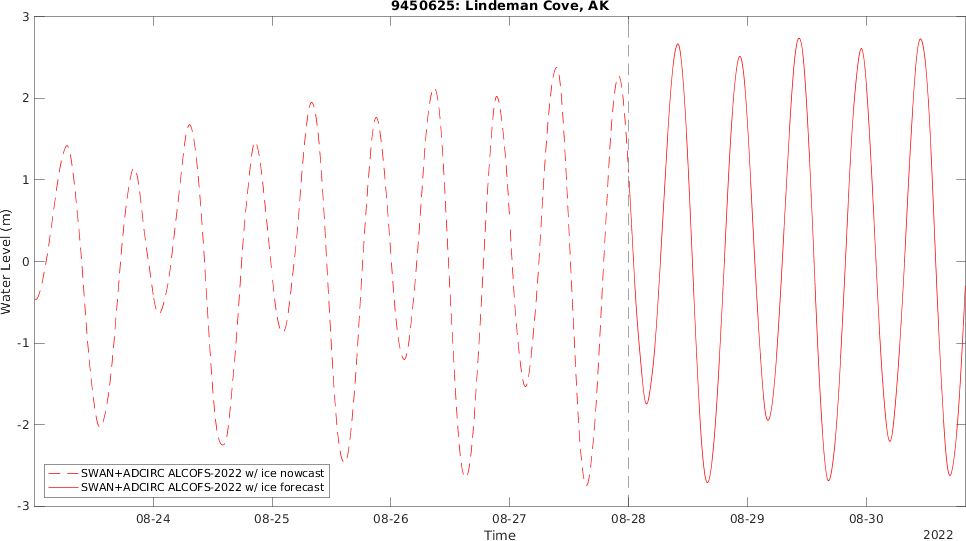 9450625: Lindeman Cove, AK
Water Level (m)
3
2
1
0
-1
-2
-3
SWAN+ADCIRC ALCOFS-2022 w/ ice nowcast
SWAN+ADCIRC ALCOFS-2022 w/ ice forecast
08-24 08-25 08-26 08-27 08-28 08-29 08-30
Time
2022